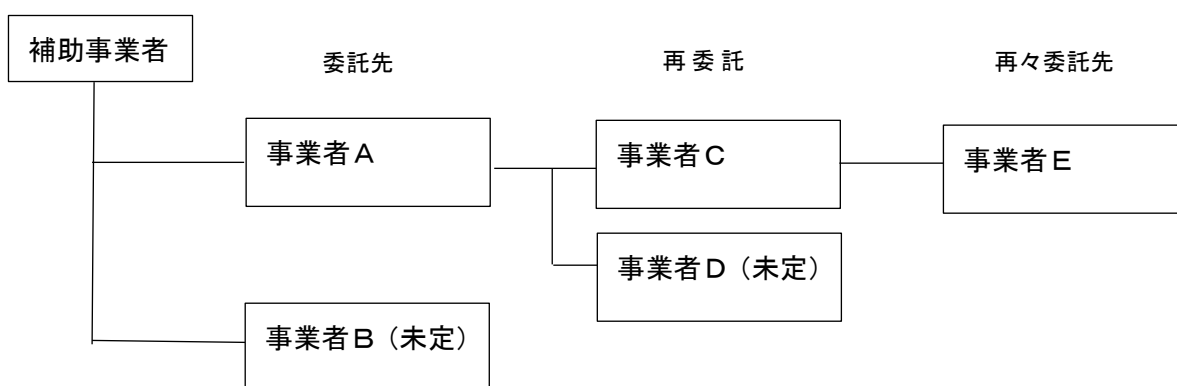 補助事業者
委託先
再委託
再々委託先
事業者A
事業者C
事業者E
事業者D（未定）
事業者B（未定）